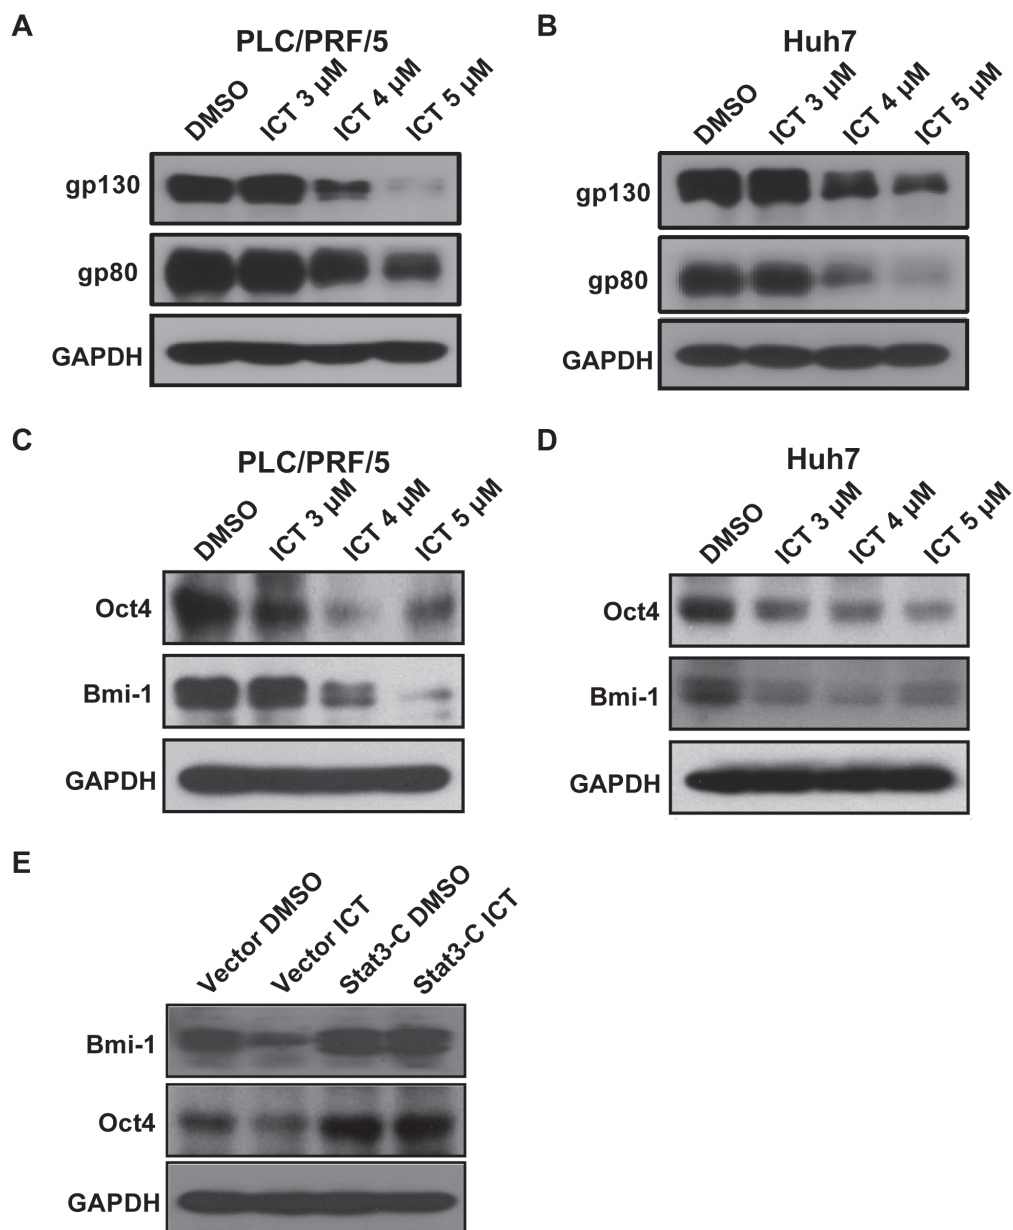 A
PLC/PRF/5
DMSO
ICT 3 µM
ICT 4 µM
ICT 5 µM
gp130
gp80
GAPDH
B
Huh7
DMSO
ICT 3 µM
ICT 4 µM
ICT 5 µM
gp130
gp80
GAPDH
C
PLC/PRF/5
DMSO
ICT 3 µM
ICT 4 µM
ICT 5 µM
Oct4
Bmi-1
GAPDH
D
Huh7
DMSO
ICT 3 µM
ICT 4 µM
ICT 5 µM
Oct4
Bmi-1
GAPDH
E
Vector DMSO
Vector ICT
Stat3-C DMSO
Stat3-C ICT
Bmi-1
Oct4
GAPDH